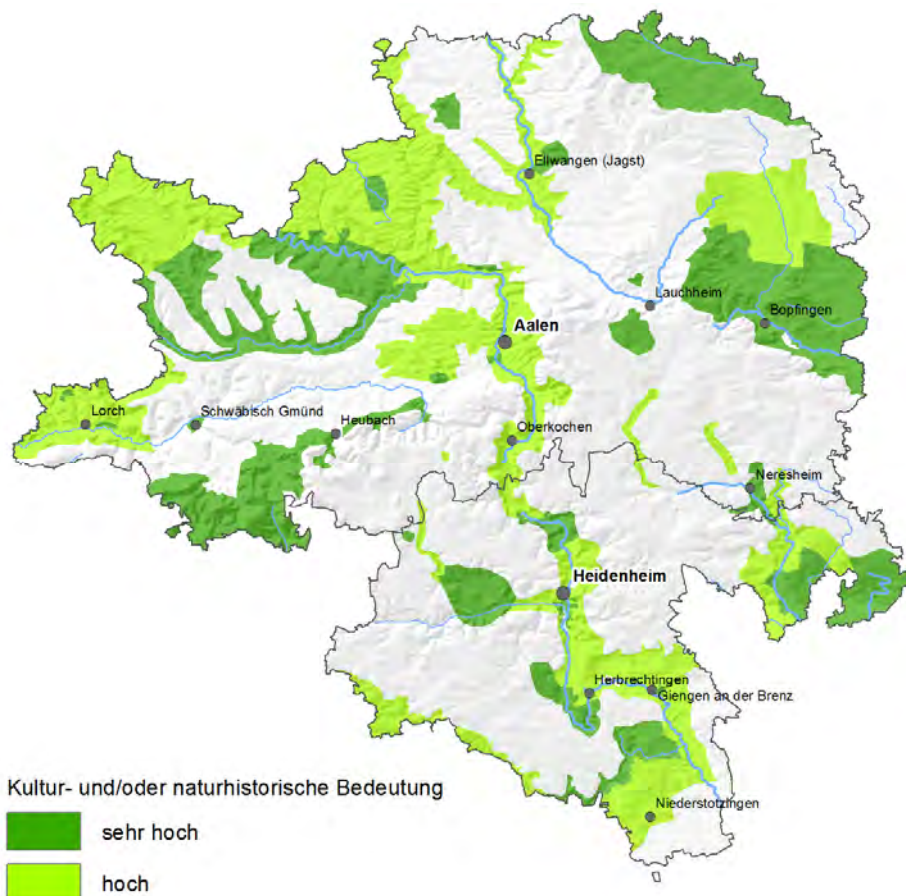 Ellwangen (Jagst)
Lauchheim
Bopfingen
Aalen
Lorch
Schwäbisch Gmünd
Heubach
Oberkochen
Neresheim
Heidenheim
Herbrechtingen
Giengen an der Brenz
Niederstotzingen
Kultur- und/oder naturhistorische Bedeutung
sehr hoch
hoch